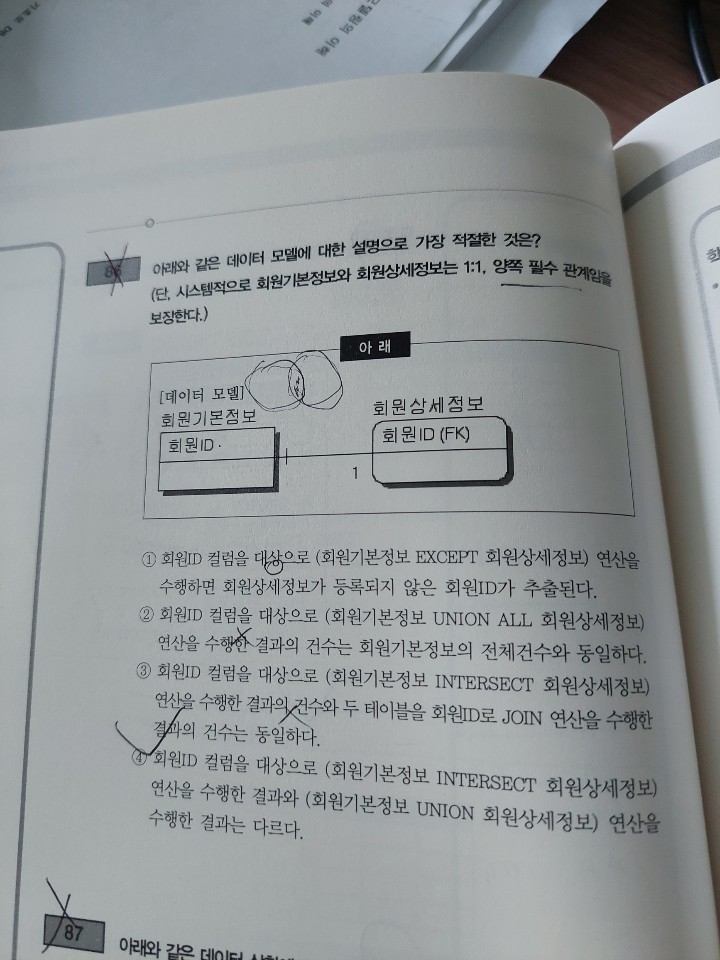 86 아래와 같은 데이터 모델에 대한 설명으로 가장 적절한 것은?
(단, 시스템적으로 회원기본정보와 회원상세정보는 1:1, 양쪽 필수 관계임을
보장한다.)
아 래
[데이터 모델]
회원기본정보
회원상세정보
회원ID
회원ID (FK)
1
① 회원ID 컬럼을 대상으로 (회원기본정보 EXCEPT 회원상세정보) 연산을
수행하면 회원상세정보가 등록되지 않은 회원ID가 추출된다.
② 회원ID 컬럼을 대상으로 (회원기본정보 UNION ALL 회원상세정보)
연산을 수행한 결과의 건수는 회원기본정보의 전체건수와 동일하다.
③ 회원ID 컬럼을 대상으로 (회원기본정보 INTERSECT 회원상세정보)
연산을 수행한 결과의 건수와 두 테이블을 회원ID로 JOIN 연산을 수행한
결과의 건수는 동일하다.
④ 회원ID 컬럼을 대상으로 (회원기본정보 INTERSECT 회원상세정보)
연산을 수행한 결과와 (회원기본정보 UNION 회원상세정보) 연산을
수행한 결과는 다르다.
87 아래와 같은 데이터